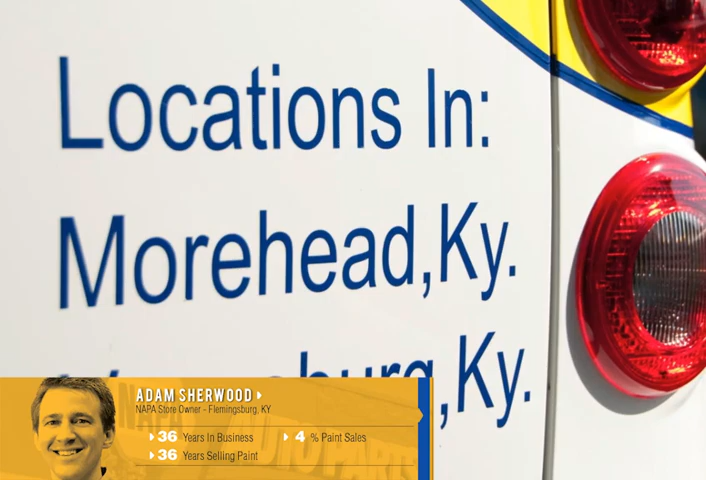 Locations In:
Morehead,Ky.
,Ky.
ADAM SHERWOOD
NAPA Store Owner - Flemingsburg, KY
36 Years In Business
4 % Paint Sales
36 Years Selling Paint